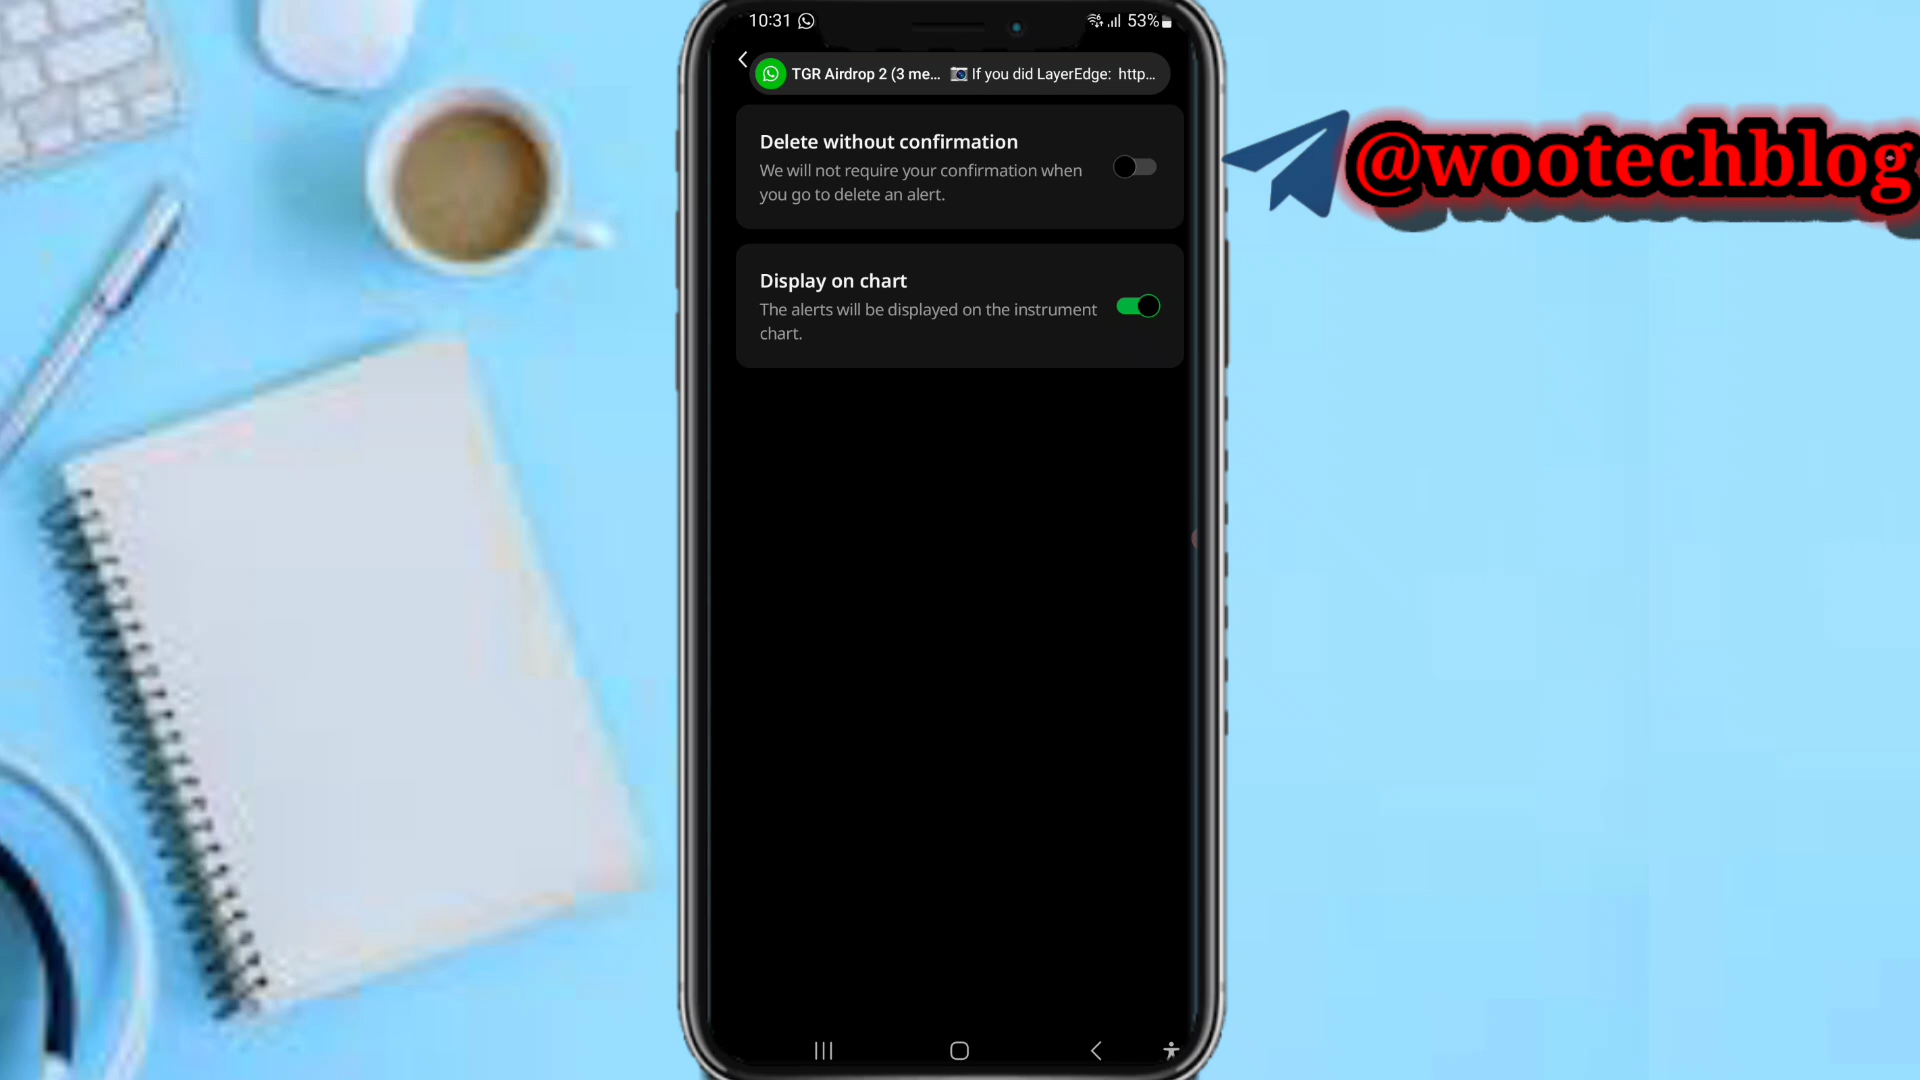 10:31 53%
TGR Airdrop 2 (3 me... If you did LayerEdge: http...
Delete without confirmation
We will not require your confirmation when
you go to delete an alert.
Display on chart
The alerts will be displayed on the instrument
chart.
@wootechblog